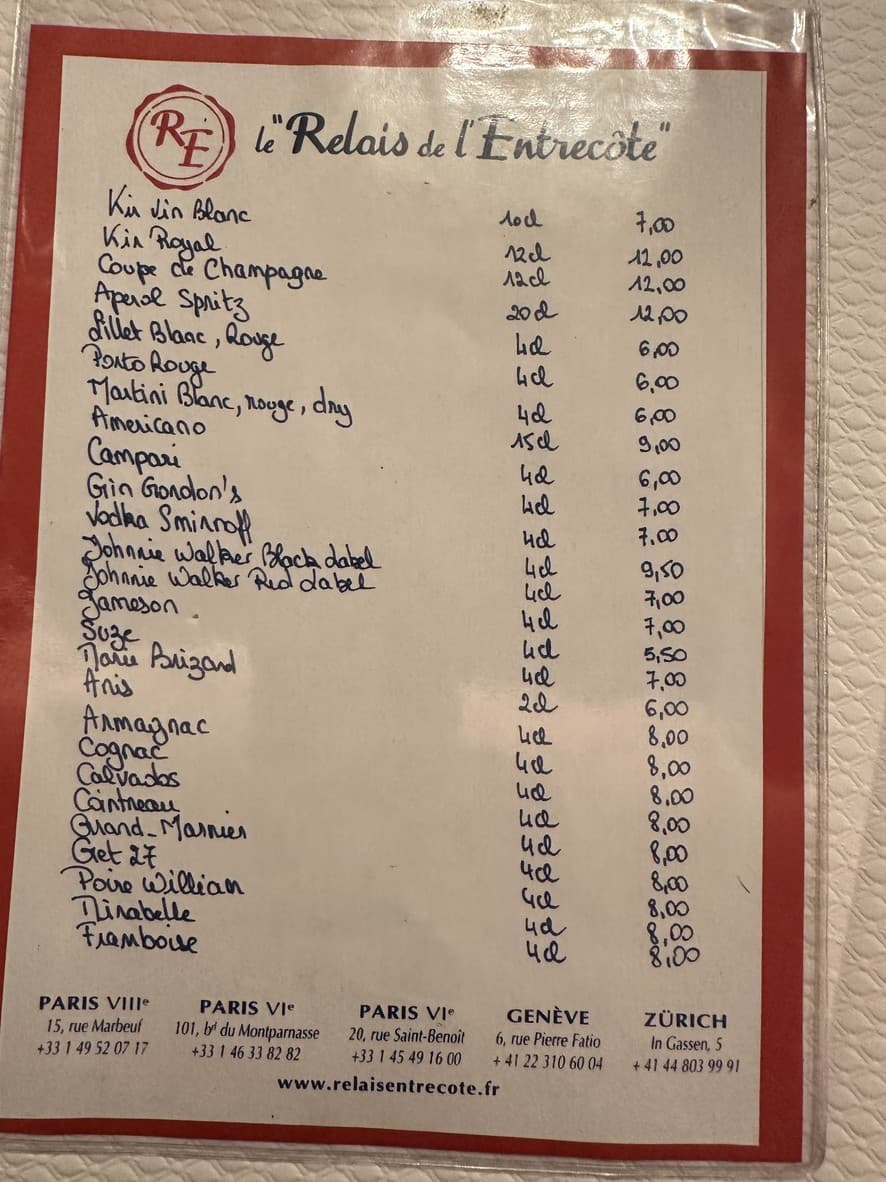 RE le "Relais de l'Entrecôte"
Kir Vin Blanc 10cl 7,00
Kir Royal 12cl 12,00
Coupe de Champagne 12cl 12,00
Aperol Spritz 20cl 12,00
Lillet Blanc, Rouge 4cl 6,00
Porto Rouge 4cl 6,00
Martini Blanc, rouge, dry 4cl 6,00
Americano 15cl 9,00
Campari 4cl 6,00
Gin Gordon's 4cl 7,00
Vodka Smirnoff 4cl 7,00
Johnnie Walker Black Label 4cl 9,50
Johnnie Walker Red Label 4cl 7,00
Jameson 4cl 7,00
Suze 4cl 5,50
Marie Brizard 4cl 7,00
Anis 2cl 6,00
Armagnac 4cl 8,00
Cognac 4cl 8,00
Calvados 4cl 8,00
Cointreau 4cl 8,00
Grand-Marnier 4cl 8,00
Get 27 4cl 8,00
Poire William 4cl 8,00
Mirabelle 4cl 8,00
Framboise 4cl 8,00
PARIS VIIIe PARIS VIe PARIS VIe GENÈVE ZÜRICH
15, rue Marbeuf 101, bd du Montparnasse 20, rue Saint-Benoît 6, rue Pierre Fatio In Gassen, 5
+33 1 49 52 07 17 +33 1 46 33 82 82 +33 1 45 49 16 00 + 41 22 310 60 04 + 41 44 803 99 91
www.relaisentrecote.fr